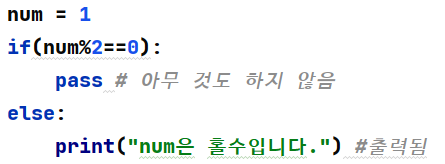 num = 1
if(num%2==0):
    pass # 아무 것도 하지 않음
else:
    print("num은 홀수입니다.") #출력됨